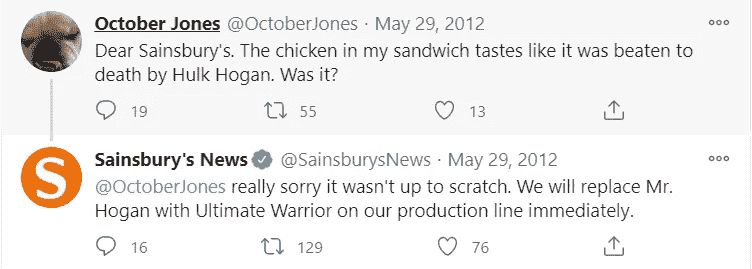 October Jones @OctoberJones · May 29, 2012
Dear Sainsbury's. The chicken in my sandwich tastes like it was beaten to
death by Hulk Hogan. Was it?
19 55 13
S
Sainsbury's News @SainsburysNews · May 29, 2012
@OctoberJones really sorry it wasn't up to scratch. We will replace Mr.
Hogan with Ultimate Warrior on our production line immediately.
16 129 76